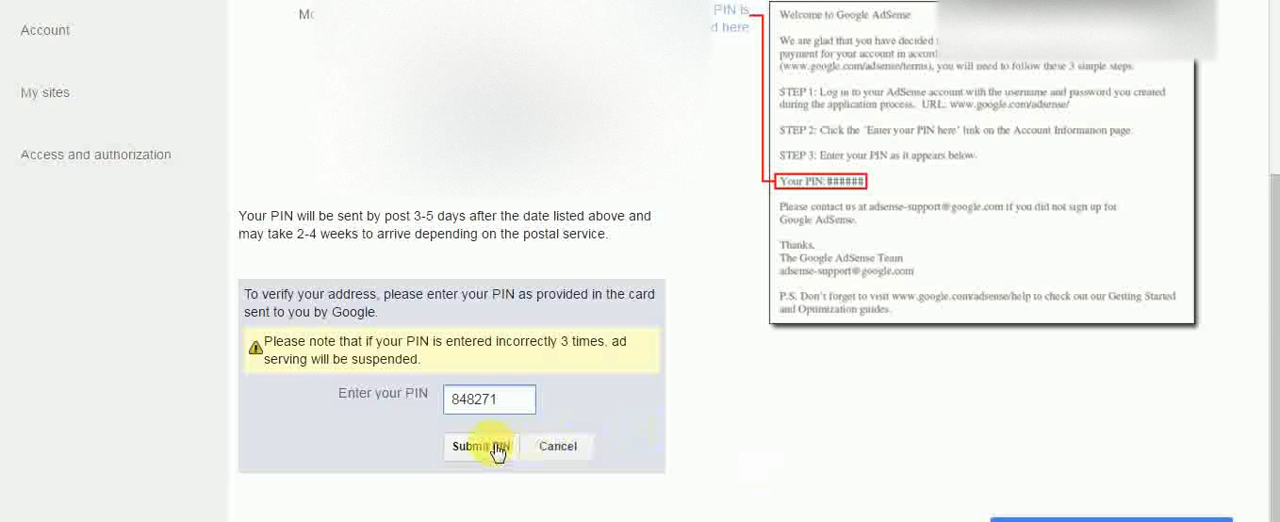 Account
My sites
Access and authorization
PIN is
here
Your PIN will be sent by post 3-5 days after the date listed above and
may take 2-4 weeks to arrive depending on the postal service.
To verify your address, please enter your PIN as provided in the card
sent to you by Google.
Please note that if your PIN is entered incorrectly 3 times, ad
serving will be suspended.
Enter your PIN 848271
Submit PIN Cancel
Welcome to Google AdSense
We are glad that you have decided
payment for your account in
(www.google.com/adsense/terms), you will need to follow these 3 simple steps.
STEP 1: Log in to your AdSense account with the username and password you created
during the application process. URL: www.google.com/adsense/
STEP 2: Click the "Enter your PIN here" link on the Account Information page.
STEP 3: Enter your PIN as it appears below.
Your PIN: ######
Please contact us at adsense-support@google.com if you did not sign up for
Google AdSense.
Thanks,
The Google AdSense Team
adsense-support@google.com
P.S. Don't forget to visit www.google.com/adsense/help to check out our Getting Started
and Optimization guides.